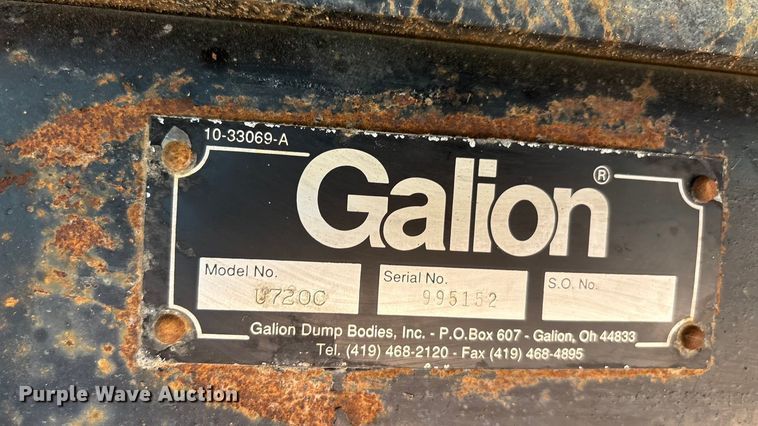 10-33069-A
Galion®
Model No.
U720C
Serial No.
995152
S.O. No.
Galion Dump Bodies, Inc. - P.O.Box 607 - Galion, Oh 44833
Tel. (419) 468-2120 - Fax (419) 468-4895
Purple Wave Auction